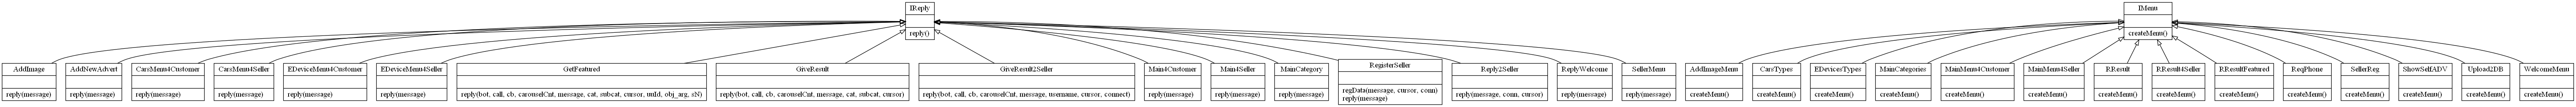 IReply
reply()
IMenu
createMenu()
AddImage
reply(message)
AddNewAdvert
reply(message)
CarsMenu4Customer
reply(message)
CarsMenu4Seller
reply(message)
EDeviceMenu4Customer
reply(message)
EDeviceMenu4Seller
reply(message)
GetFeatured
reply(bot, call, cb, carouselCnt, message, cat, subcat, cursor, unId, obj_arg, sN)
GiveResult
reply(bot, call, cb, carouselCnt, message, cat, subcat, cursor)
GiveResult2Seller
reply(bot, call, cb, carouselCnt, message, username, cursor, connect)
Main4Customer
reply(message)
Main4Seller
reply(message)
MainCategory
reply(message)
RegisterSeller
regData(message, cursor, conn)
reply(message)
Reply2Seller
reply(message, conn, cursor)
ReplyWelcome
reply(message)
SellerMenu
reply(message)
AddImageMenu
createMenu()
CarsTypes
createMenu()
EDevicesTypes
createMenu()
MainCategories
createMenu()
MainMenu4Customer
createMenu()
MainMenu4Seller
createMenu()
RResult
createMenu()
RResult4Seller
createMenu()
RResultFeatured
createMenu()
ReqPhone
createMenu()
SellerReg
createMenu()
ShowSelfADV
createMenu()
Upload2DB
createMenu()
WelcomeMenu
createMenu()